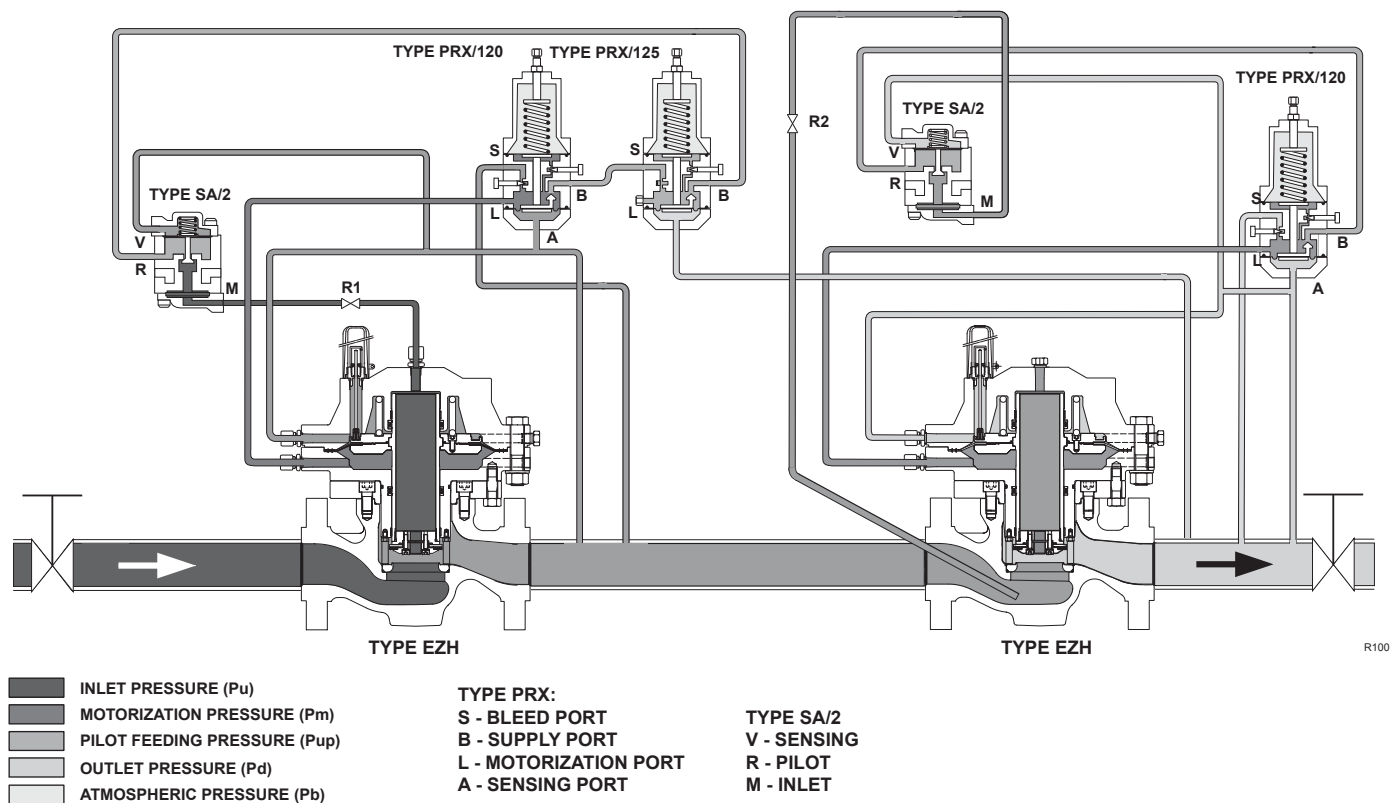 TYPE PRX/120
TYPE PRX/125
TYPE PRX/120
TYPE SA/2
R2
S
S
V
B
B
R
M
S
L
L
B
L
A
A
TYPE SA/2
V
R
M
R1
TYPE EZH
TYPE EZH
R100
INLET PRESSURE (Pu)
MOTORIZATION PRESSURE (Pm)
PILOT FEEDING PRESSURE (Pup)
OUTLET PRESSURE (Pd)
ATMOSPHERIC PRESSURE (Pb)
TYPE PRX:
S - BLEED PORT
B - SUPPLY PORT
L - MOTORIZATION PORT
A - SENSING PORT
TYPE SA/2
V - SENSING
R - PILOT
M - INLET